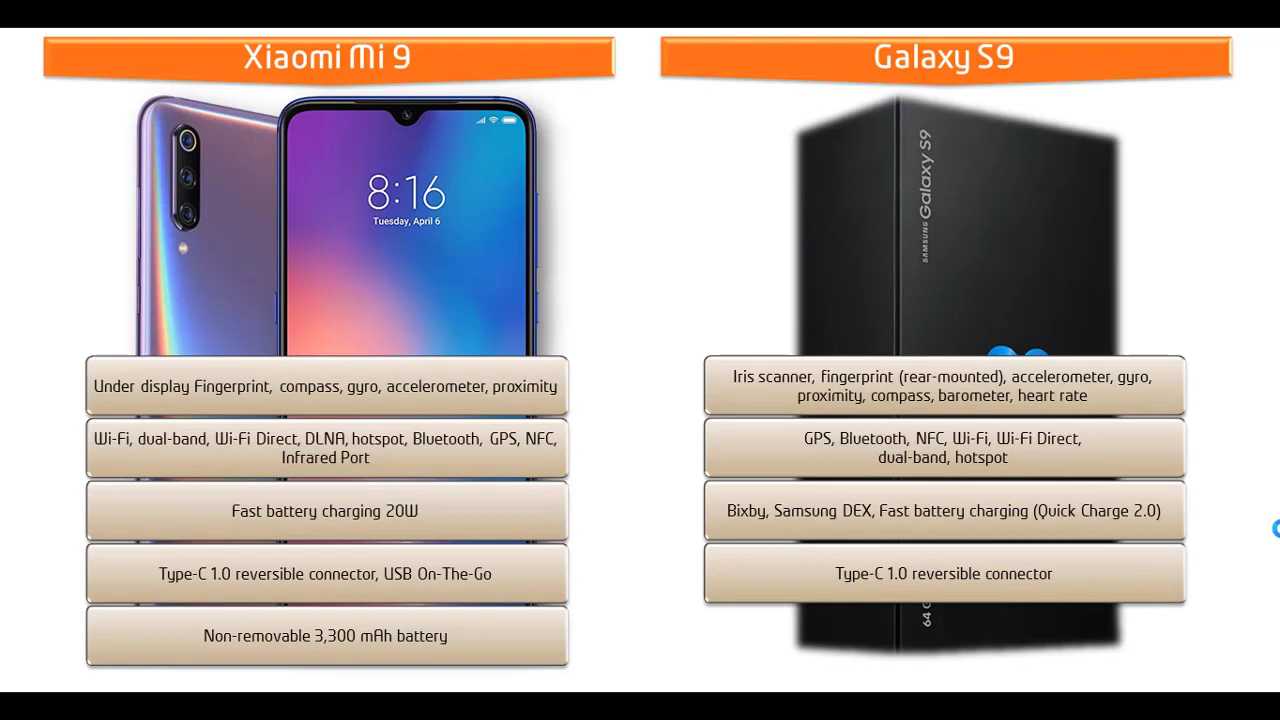 Xiaomi Mi 9
8:16
Tuesday, April 6
Under display Fingerprint, compass, gyro, accelerometer, proximity
Wi-Fi, dual-band, Wi-Fi Direct, DLNA, hotspot, Bluetooth, GPS, NFC,
Infrared Port
Fast battery charging 20W
Type-C 1.0 reversible connector, USB On-The-Go
Non-removable 3,300 mAh battery
Galaxy S9
SAMSUNG Galaxy S9
Iris scanner, fingerprint (rear-mounted), accelerometer, gyro,
proximity, compass, barometer, heart rate
GPS, Bluetooth, NFC, Wi-Fi, Wi-Fi Direct,
dual-band, hotspot
Bixby, Samsung DEX, Fast battery charging (Quick Charge 2.0)
Type-C 1.0 reversible connector
64 G